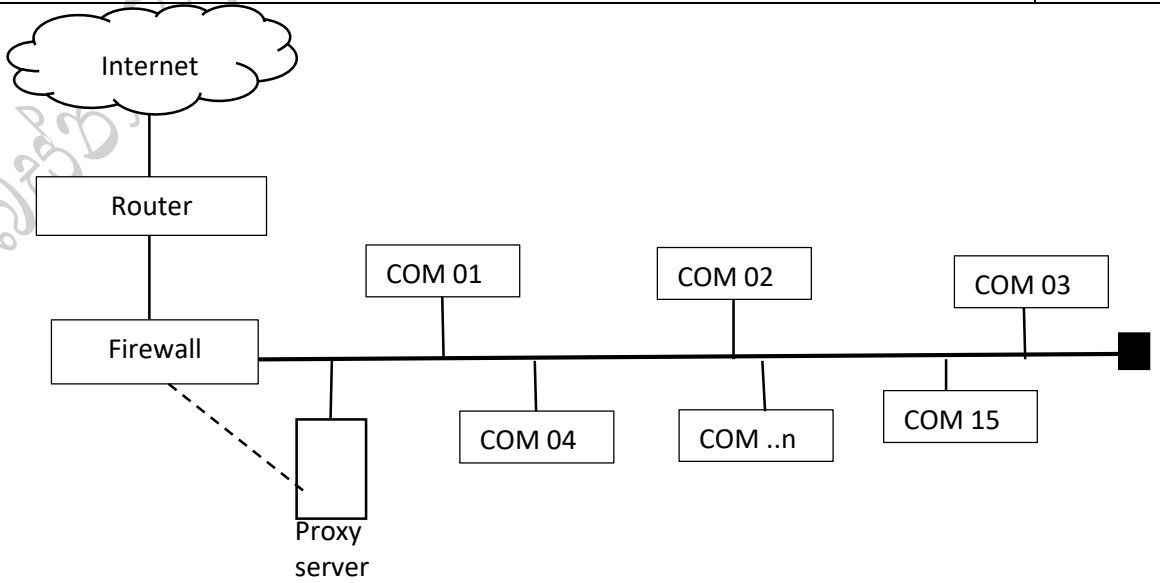 Internet
Router
Firewall
COM 01
COM 02
COM 03
COM 04
COM ..n
COM 15
Proxy
server